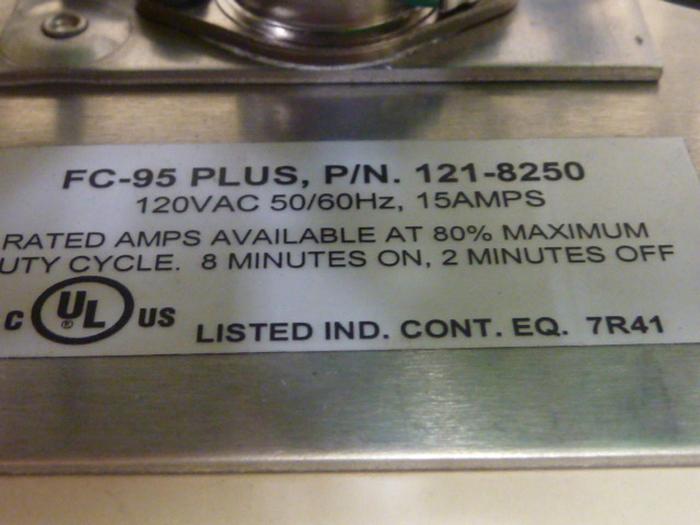 FC-95 PLUS, P/N. 121-8250
120VAC 50/60Hz, 15AMPS
RATED AMPS AVAILABLE AT 80% MAXIMUM
UTY CYCLE. 8 MINUTES ON, 2 MINUTES OFF
C UL ® US LISTED IND. CONT. EQ. 7R41